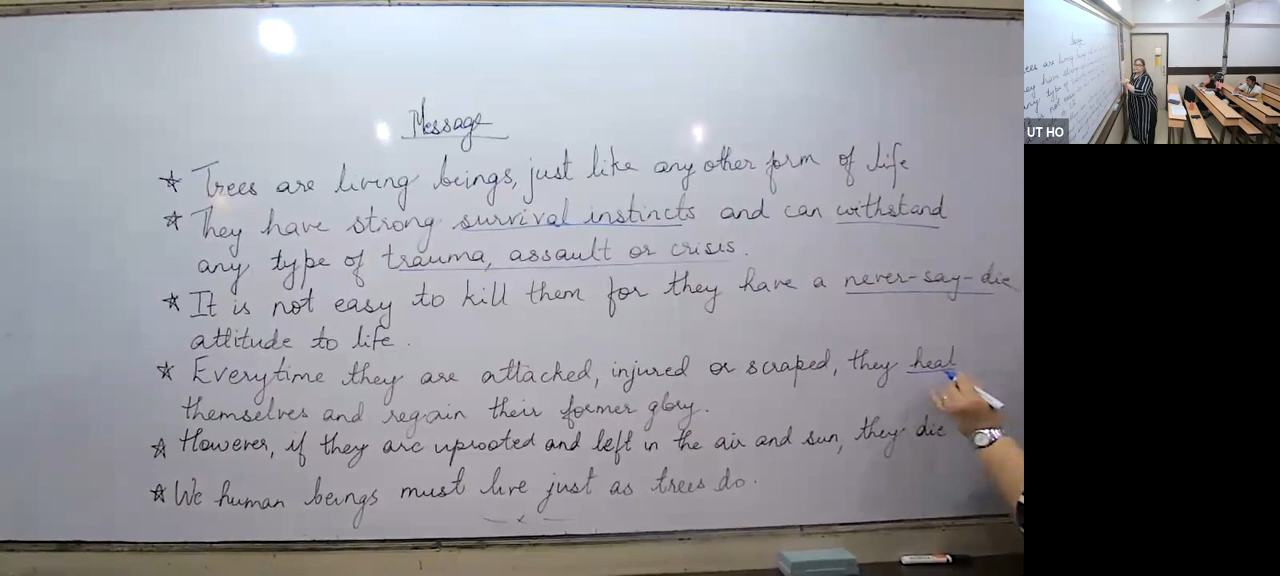 Message
☆ Trees are living beings, just like any other form of life
☆ They have strong survival instincts and can withstand
any type of trauma, assault or crisis.
☆ It is not easy to kill them for they have a never-say-die
attitude to life.
☆ Everytime they are attacked, injured or scraped, they heal
themselves and regain their former glory.
☆ However, if they are uprooted and left in the air and sun, they die
☆ We human beings must live just as trees do.
— x —
UT HO